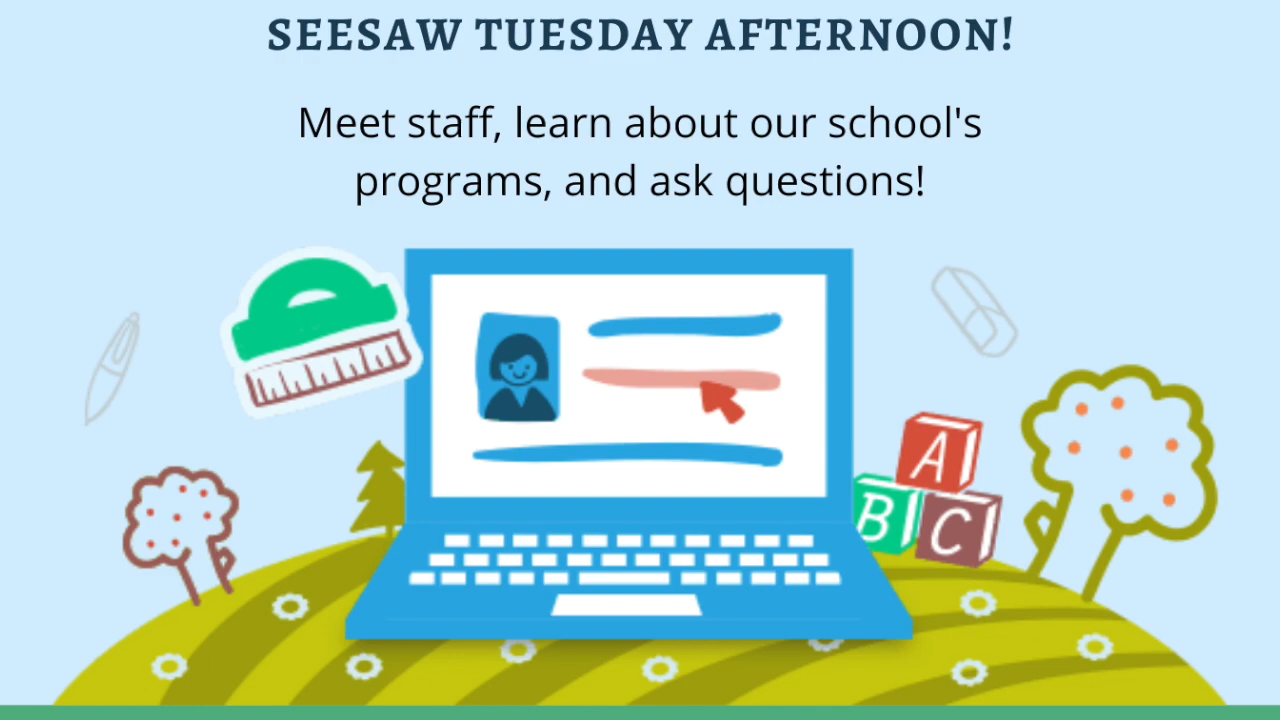 SEESAW TUESDAY AFTERNOON!
Meet staff, learn about our school's
programs, and ask questions!
A
B C